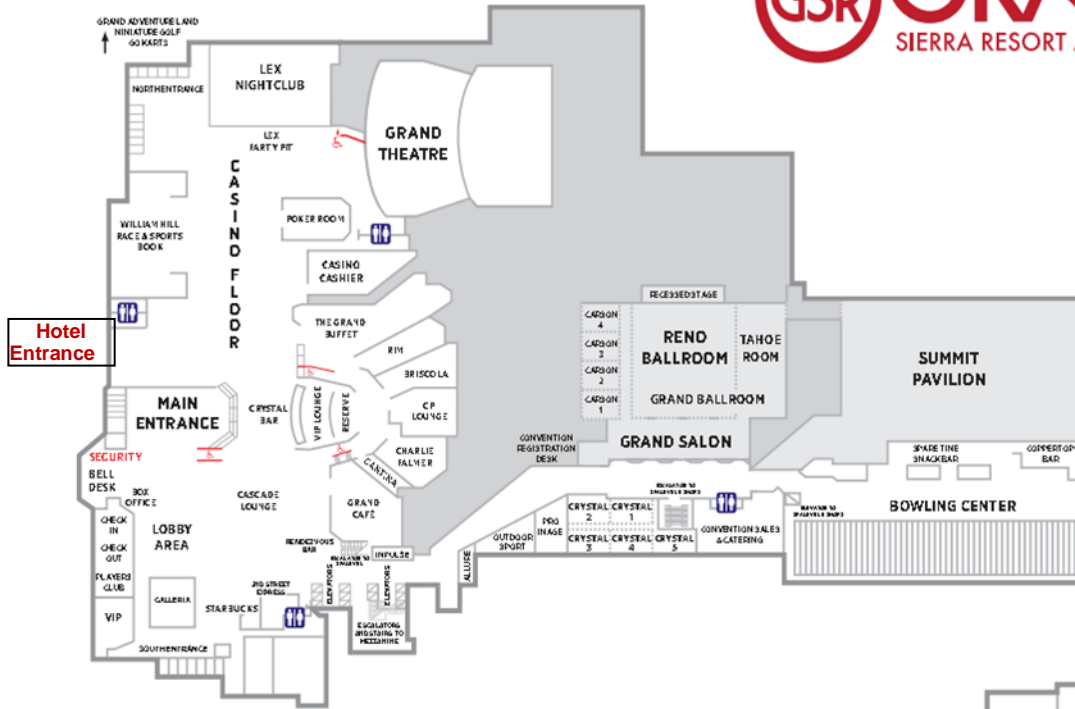 GRAND ADVENTURE LAND
MINIATURE GOLF
GO KARTS
GSR
SIERRA RESORT
NORTH ENTRANCE
LEX
NIGHTCLUB
LEX
PARTY PIT
GRAND
THEATRE
CASINO FLOOR
POKER ROOM
WILLIAM HILL
RACE & SPORTS
BOOK
CASINO
CASHIER
Hotel
Entrance
THE GRAND
BUFFET
RIM
BRISCOLA
CP
LOUNGE
CHARLIE
PALMER
CANTINA
VIP LOUNGE
RESERVE
CRYSTAL
BAR
MAIN
ENTRANCE
SECURITY
BELL
DESK
BOX
OFFICE
CHECK
IN
CHECK
OUT
PLAYERS
CLUB
VIP
LOBBY
AREA
GALLERIA
CASCADE
LOUNGE
GRAND
CAFÉ
RENDEZVOUS
BAR
IMPULSE
ELEVATORS
ELEVATORS
2ND STREET
EXPRESS
STARBUCKS
SOUTH ENTRANCE
ESCALATORS
AND STAIRS TO
MEZZANINE
RECESSED STAGE
CARSON
4
CARSON
3
CARSON
2
CARSON
1
RENO
BALLROOM
TAHOE
ROOM
GRAND BALLROOM
GRAND SALON
CONVENTION
REGISTRATION
DESK
SUMMIT
PAVILION
SPARE TIME
SNACK BAR
COPPER TOP
BAR
BOWLING CENTER
CRYSTAL
2
CRYSTAL
1
CRYSTAL
3
CRYSTAL
4
CRYSTAL
5
CONVENTION SALES
& CATERING
PRO
IMAGE
OUTDOOR
SPORT
ALLURE